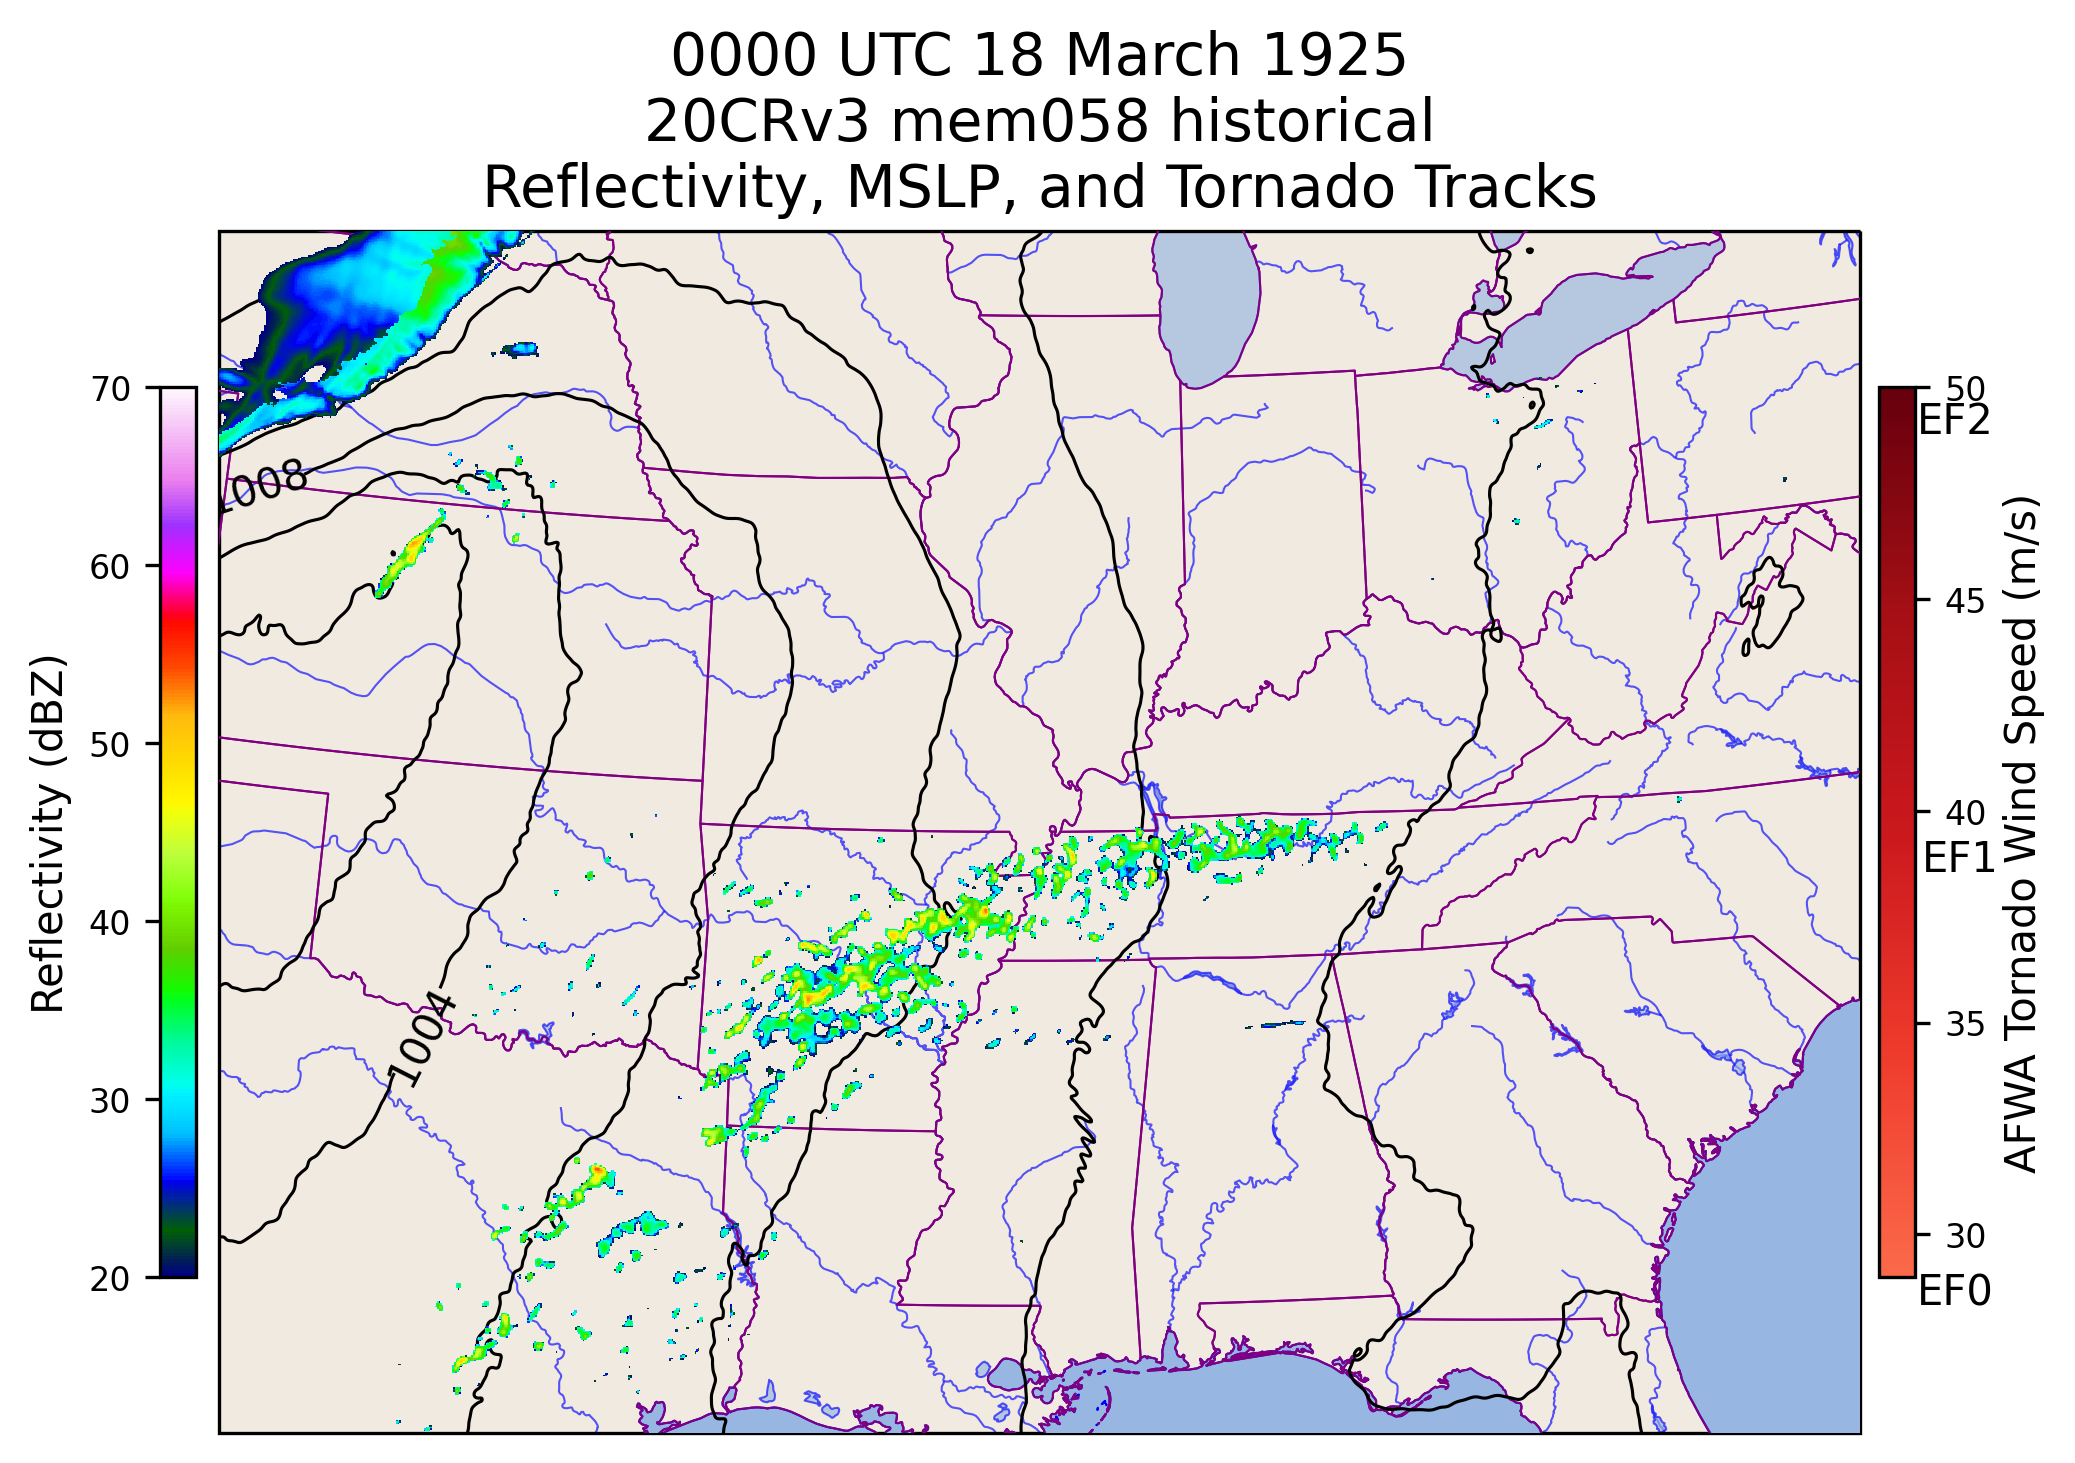 0000 UTC 18 March 1925
20CRv3 mem058 historical
Reflectivity, MSLP, and Tornado Tracks
70
60
50
40
30
20
Reflectivity (dBZ)
1008
1004
50
EF2
45
40
EF1
35
30
EF0
AFWA Tornado Wind Speed (m/s)